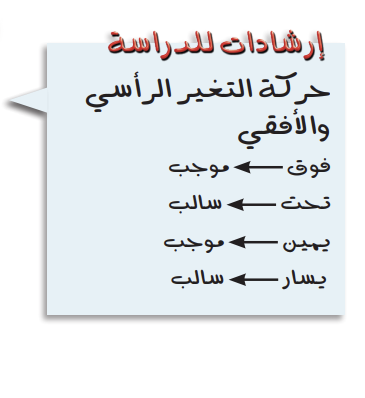 إرشادات للدراسة
حركة التغير الرأسي
والأفقي
فوق ← موجب
تحت ← سالب
يمين ← موجب
يسار ← سالب